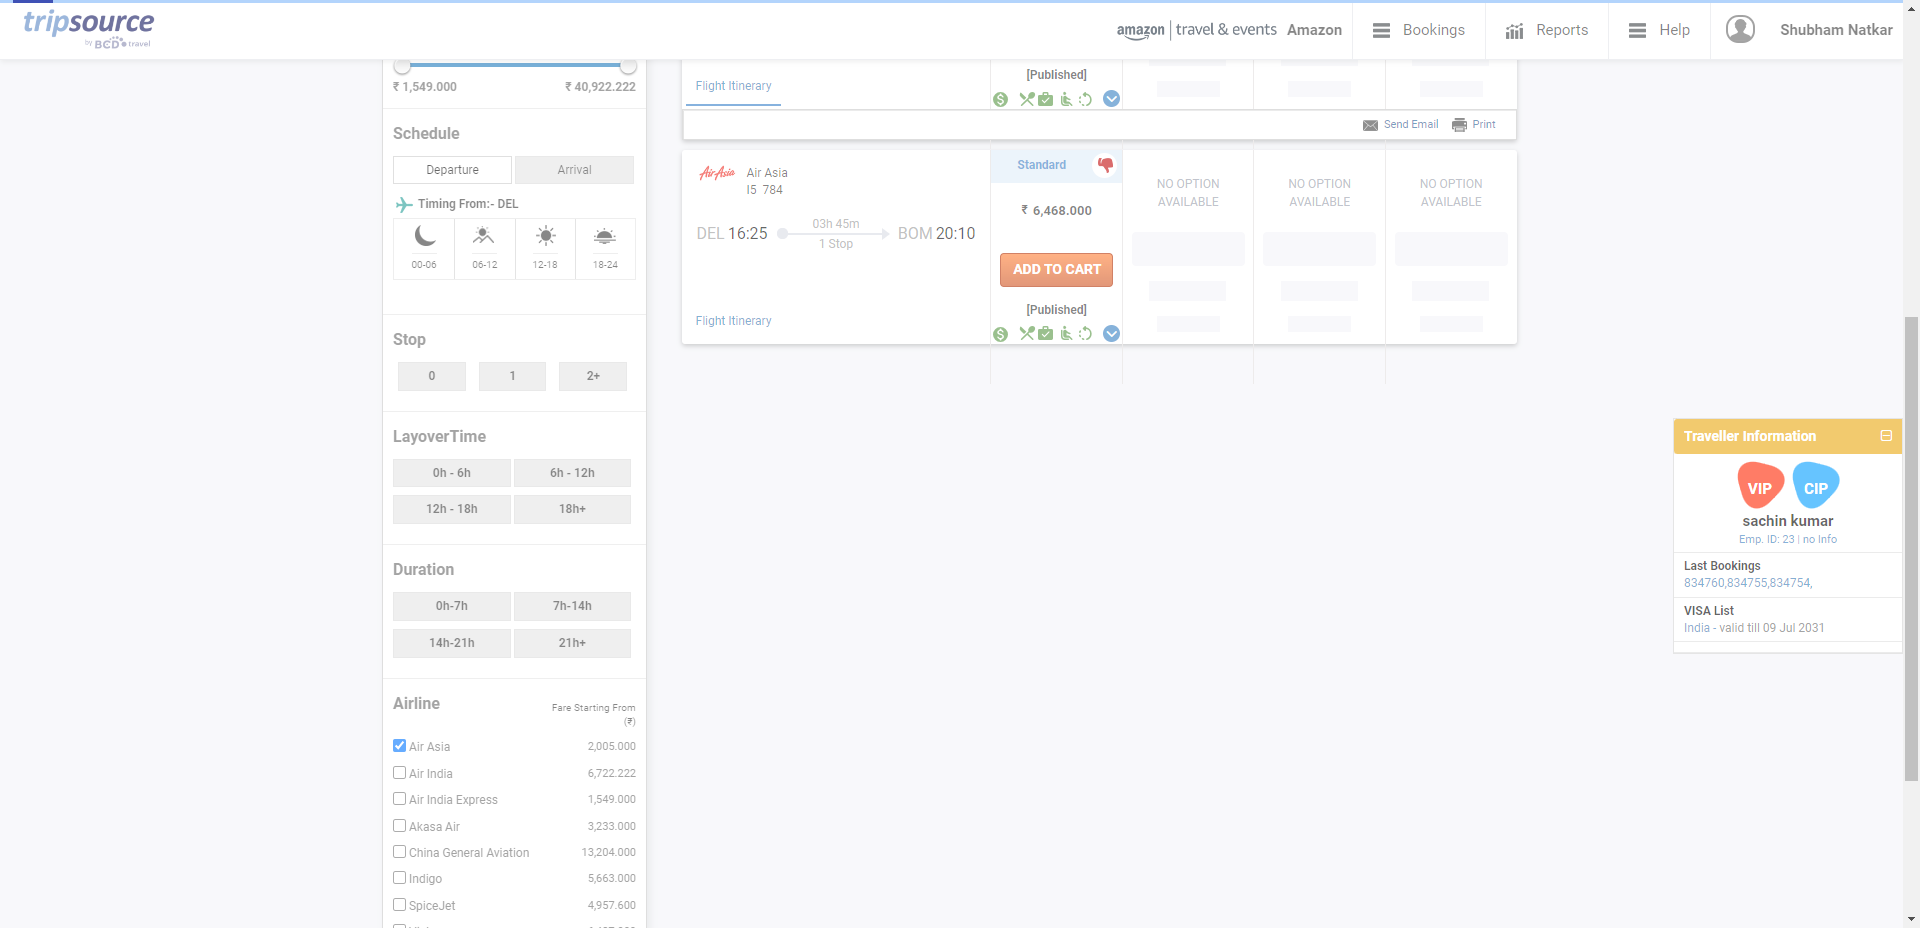 tripsource
by BCD travel
amazon travel & events Amazon
Bookings
Reports
Help
Shubham Natkar
₹ 1,549.000 ₹ 40,922.222
Schedule
Departure Arrival
Timing From:- DEL
00-06 06-12 12-18 18-24
Stop
0 1 2+
LayoverTime
0h - 6h 6h - 12h
12h - 18h 18h+
Duration
0h-7h 7h-14h
14h-21h 21h+
Airline
Fare Starting From
(₹)
Air Asia 2,005.000
Air India 6,722.222
Air India Express 1,549.000
Akasa Air 3,233.000
China General Aviation 13,204.000
Indigo 5,663.000
SpiceJet 4,957.600
Flight Itinerary
[Published]
Send Email Print
AirAsia
Air Asia
I5 784
DEL 16:25
03h 45m
1 Stop
BOM 20:10
Flight Itinerary
Standard
₹ 6,468.000
ADD TO CART
[Published]
NO OPTION
AVAILABLE
NO OPTION
AVAILABLE
NO OPTION
AVAILABLE
Traveller Information
VIP CIP
sachin kumar
Emp. ID: 23 | no info
Last Bookings
834760,834755,834754,
VISA List
India - valid till 09 Jul 2031